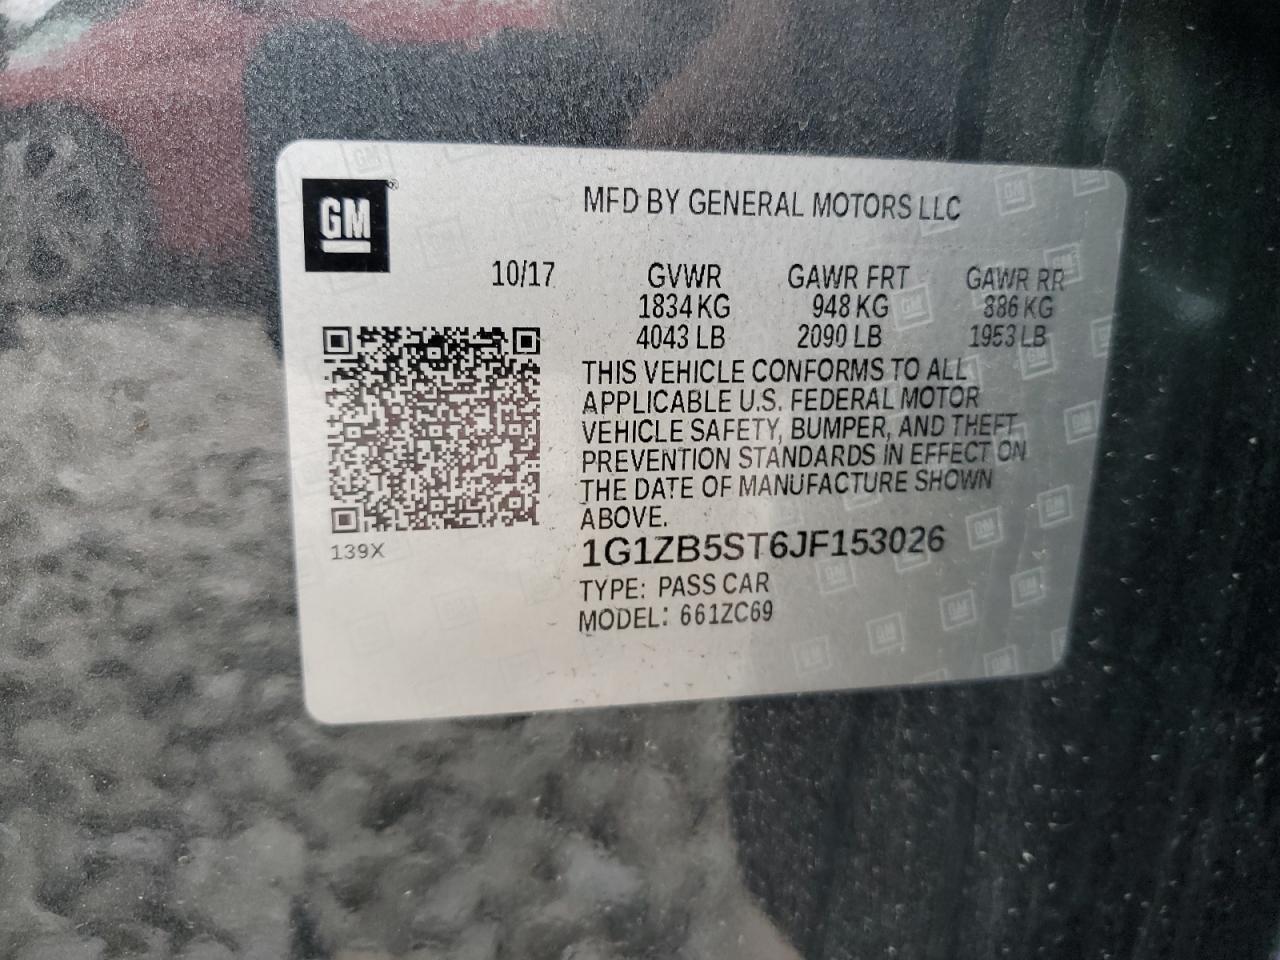 GM
MFD BY GENERAL MOTORS LLC
10/17 GVWR GAWR FRT GAWR RR
1834 KG 948 KG 886 KG
4043 LB 2090 LB 1953 LB
THIS VEHICLE CONFORMS TO ALL
APPLICABLE U.S. FEDERAL MOTOR
VEHICLE SAFETY, BUMPER, AND THEFT
PREVENTION STANDARDS IN EFFECT ON
THE DATE OF MANUFACTURE SHOWN
ABOVE.
139X
1G1ZB5ST6JF153026
TYPE: PASS CAR
MODEL: 661ZC69